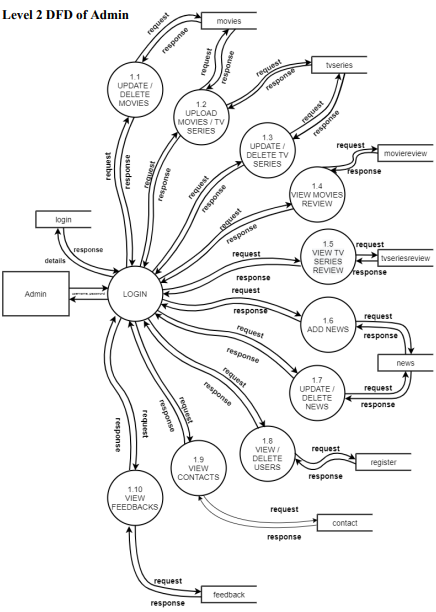 Level 2 DFD of Admin
movies
request
response
1.1
UPDATE /
DELETE
MOVIES
request
response
1.2
UPLOAD
MOVIES / TV
SERIES
request
response
tvseries
request
response
1.3
UPDATE /
DELETE TV
SERIES
request
response
moviereview
request
response
1.4
VIEW MOVIES
REVIEW
request
response
request
response
request
response
request
response
login
response
details
Admin
username, password
LOGIN
request
response
1.5
VIEW TV
SERIES
REVIEW
request
response
tvseriesreview
request
response
1.6
ADD NEWS
request
response
news
request
response
1.7
UPDATE /
DELETE
NEWS
request
response
request
response
1.8
VIEW /
DELETE
USERS
request
response
register
request
response
1.9
VIEW
CONTACTS
request
response
contact
request
response
1.10
VIEW
FEEDBACKS
request
response
feedback